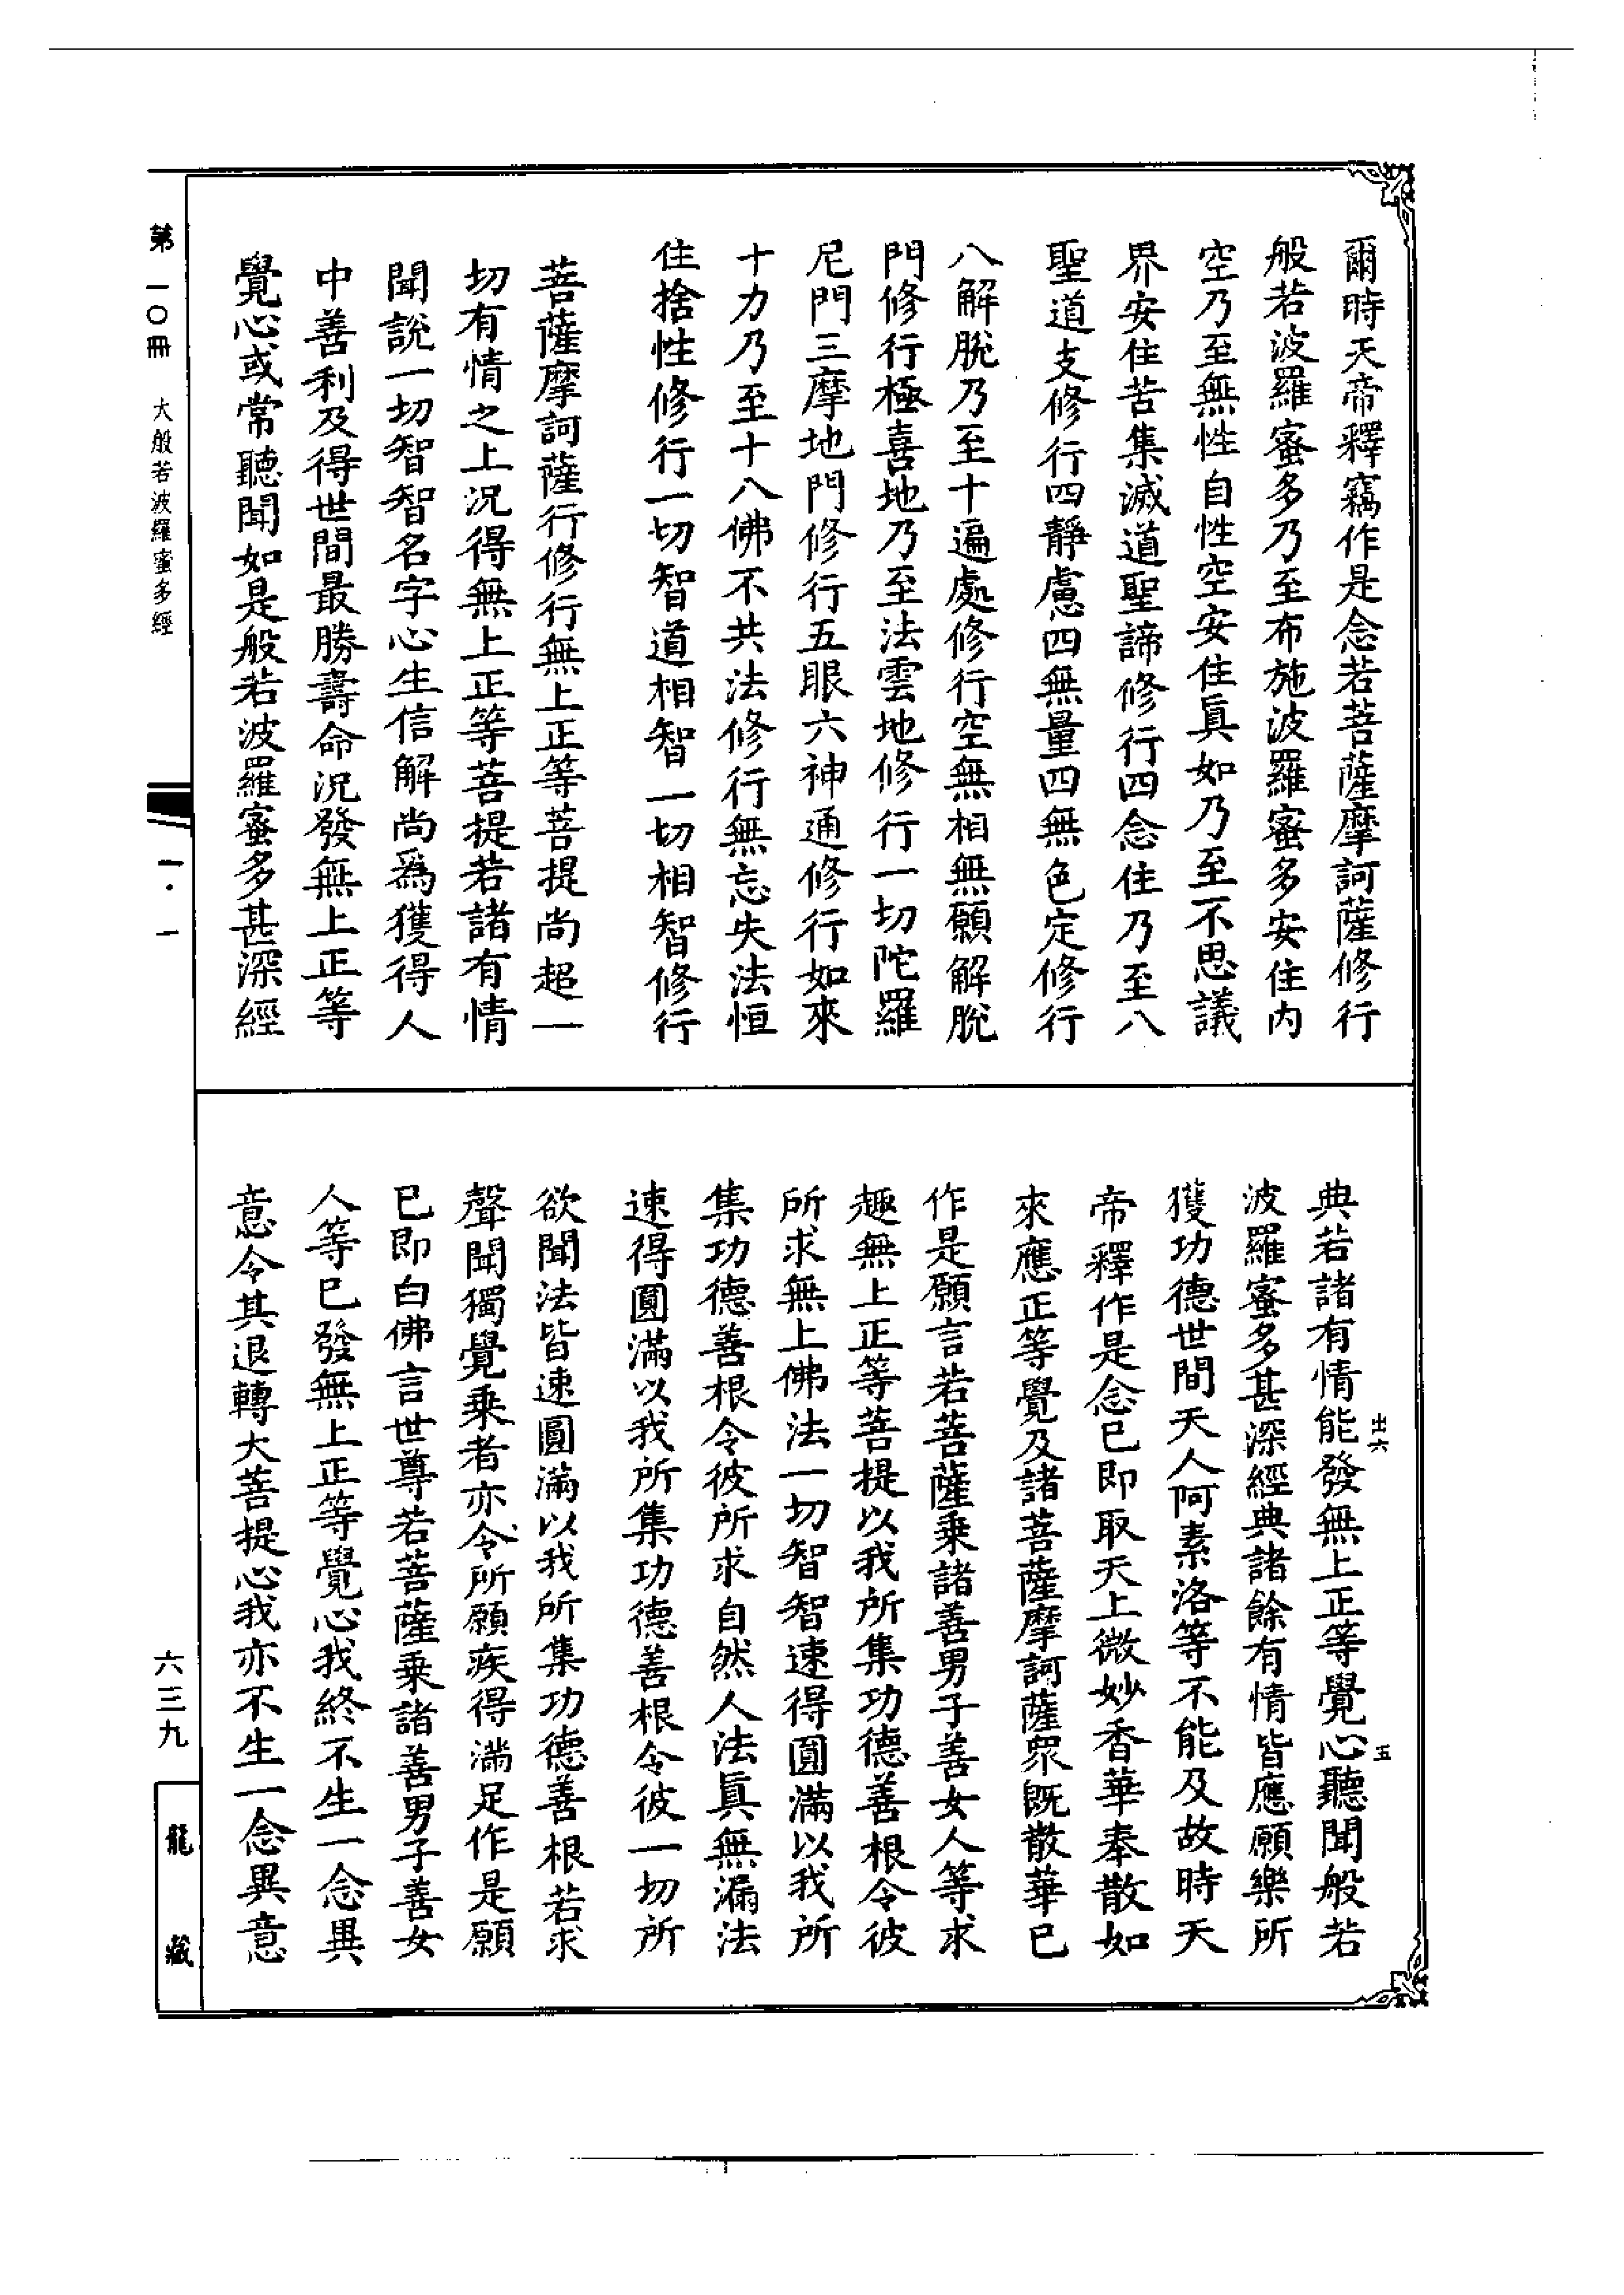 爾時天帝釋竊作是念若菩薩摩訶薩修行
般若波羅蜜多乃至布施波羅蜜多安住內
空乃至無性自性空安住真如乃至不思議
界安住苦集滅道聖諦修行四念住乃至八
聖道支修行四靜慮四無量四無色定修行
八解脫乃至十遍處修行空無相無願解脫
門修行極喜地乃至法雲地修行一切陀羅
尼門三摩地門修行五眼六神通修行如來
十力乃至十八佛不共法修行無忘失法恒
住捨性修行一切智道相智一切相智修行
菩薩摩訶薩行修行無上正等菩提尚超一
切有情之上況得無上正等菩提若諸有情
聞說一切智智名字心生信解尚為獲得人
中善利及得世間最勝壽命況發無上正等
覺心或常聽聞如是般若波羅蜜多甚深經
典若諸有情能發無上正等覺心聽聞般若
波羅蜜多甚深經典諸餘有情皆應願樂所
獲功德世間天人阿素洛等不能及故時天
帝釋作是念已即取天上微妙香華奉散如
來應正等覺及諸菩薩摩訶薩眾既散華已
作是願言若菩薩乘諸善男子善女人等求
趣無上正等菩提以我所集功德善根令彼
所求無上佛法一切智智速得圓滿以我所
集功德善根令彼所求自然人法真無漏法
速得圓滿以我所集功德善根令彼一切所
欲聞法皆速圓滿以我所集功德善根若求
聲聞獨覺乘者亦令所願疾得滿足作是願
已即白佛言世尊若菩薩乘諸善男子善女
人等已發無上正等覺心我終不生一念異
意令其退轉大菩提心我亦不生一念異意
出六
五
第一〇冊 大般若波羅蜜多經
一·一
六三九
龍藏